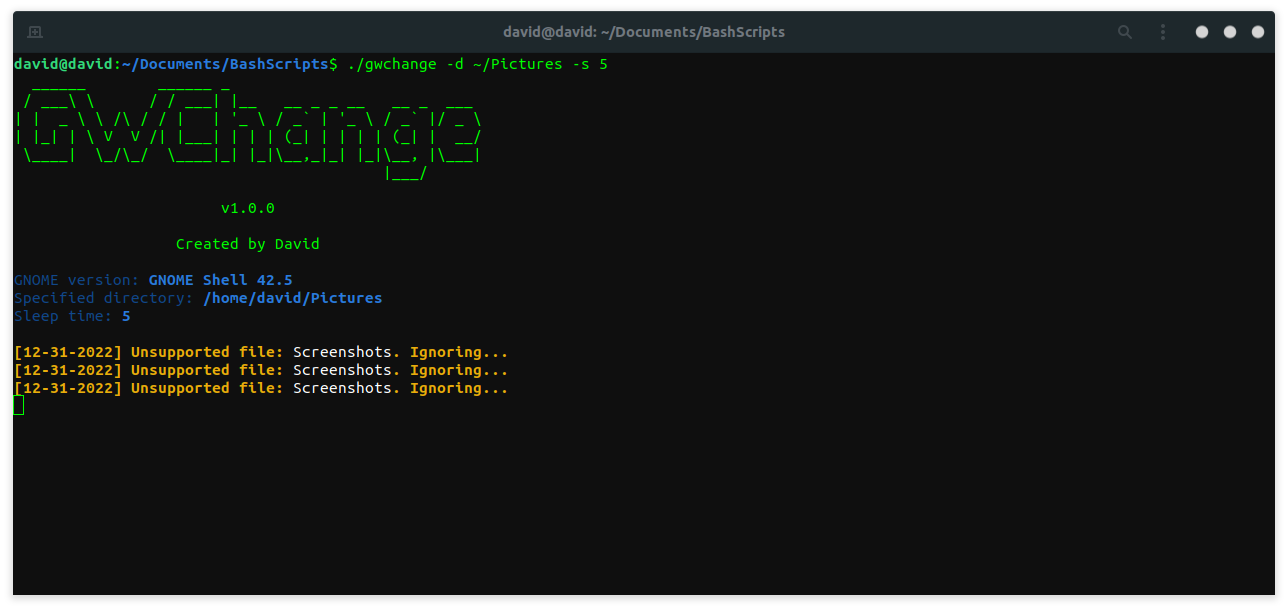 david@david: ~/Documents/BashScripts
david@david:~/Documents/BashScripts$ ./gwchange -d ~/Pictures -s 5
GWChange
v1.0.0
Created by David
GNOME version: GNOME Shell 42.5
Specified directory: /home/david/Pictures
Sleep time: 5
[12-31-2022] Unsupported file: Screenshots. Ignoring...
[12-31-2022] Unsupported file: Screenshots. Ignoring...
[12-31-2022] Unsupported file: Screenshots. Ignoring...